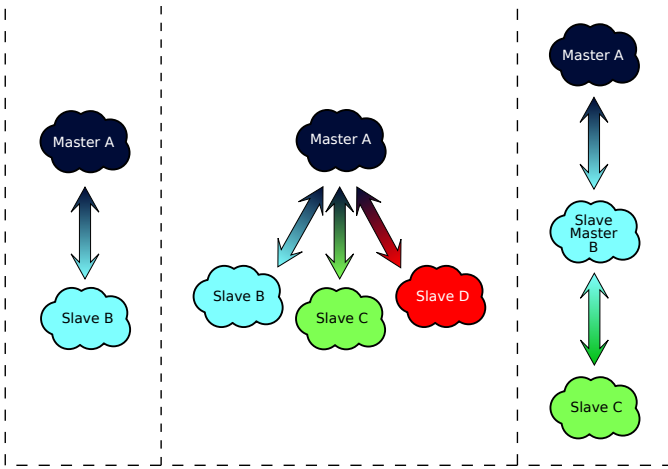 Master A
Slave B
Master A
Slave B
Slave C
Slave D
Master A
Slave
Master
B
Slave C